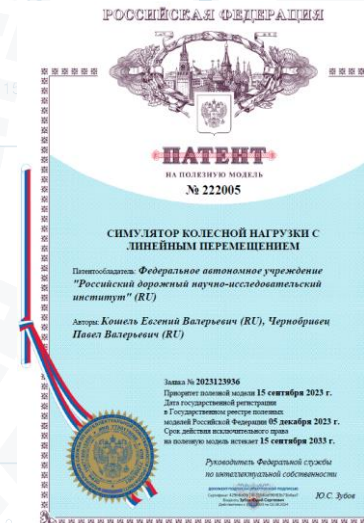 РОССИЙСКАЯ ФЕДЕРАЦИЯ
ПАТЕНТ
НА ПОЛЕЗНУЮ МОДЕЛЬ
№ 222005
СИМУЛЯТОР КОЛЕСНОЙ НАГРУЗКИ С
ЛИНЕЙНЫМ ПЕРЕМЕЩЕНИЕМ
Патентообладатель: Федеральное автономное учреждение
"Российский дорожный научно-исследовательский
институт" (RU)
Авторы: Кошель Евгений Валерьевич (RU), Чернобривец
Павел Валерьевич (RU)
Заявка № 2023123936
Приоритет полезной модели 15 сентября 2023 г.
Дата государственной регистрации
в Государственном реестре полезных
моделей Российской Федерации 05 декабря 2023 г.
Срок действия исключительного права
на полезную модель истекает 15 сентября 2033 г.
Руководитель Федеральной службы
по интеллектуальной собственности
Ю.С. Зубов